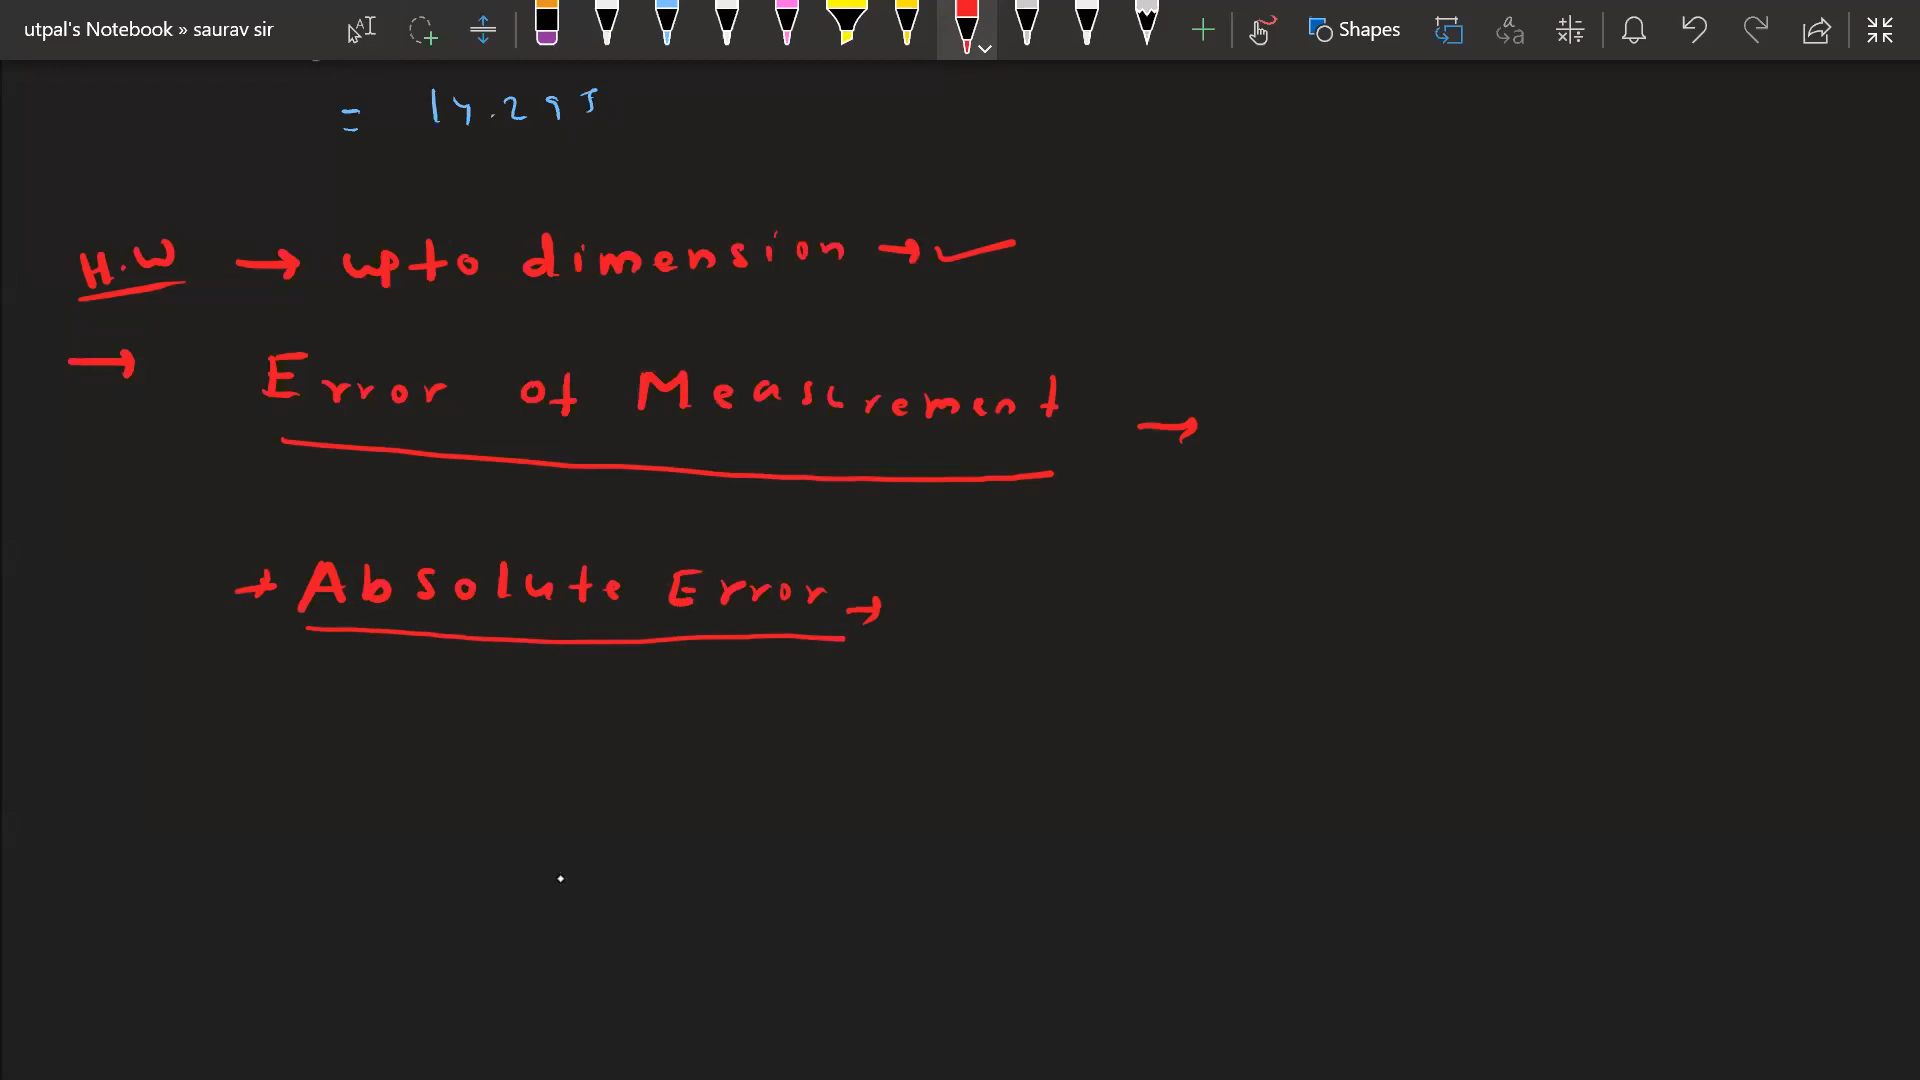 utpal's Notebook » saurav sir
Shapes
= 14.295
H.W → upto dimension → ✓
→ Error of Measurement →
→ Absolute Error →